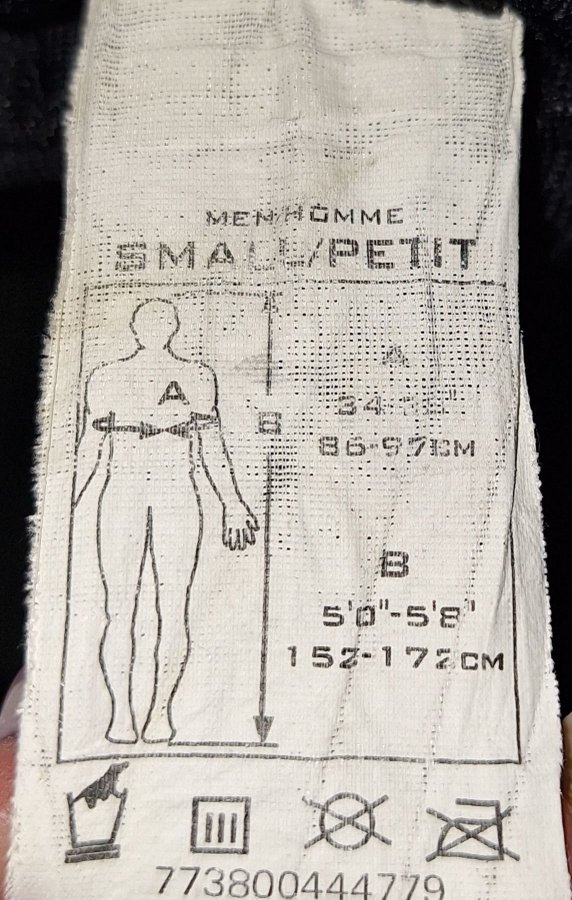 MEN/HOMME
SMALL/PETIT
A
A
B
86-97CM
B
5'0"-5'8"
152-172CM
773800444779